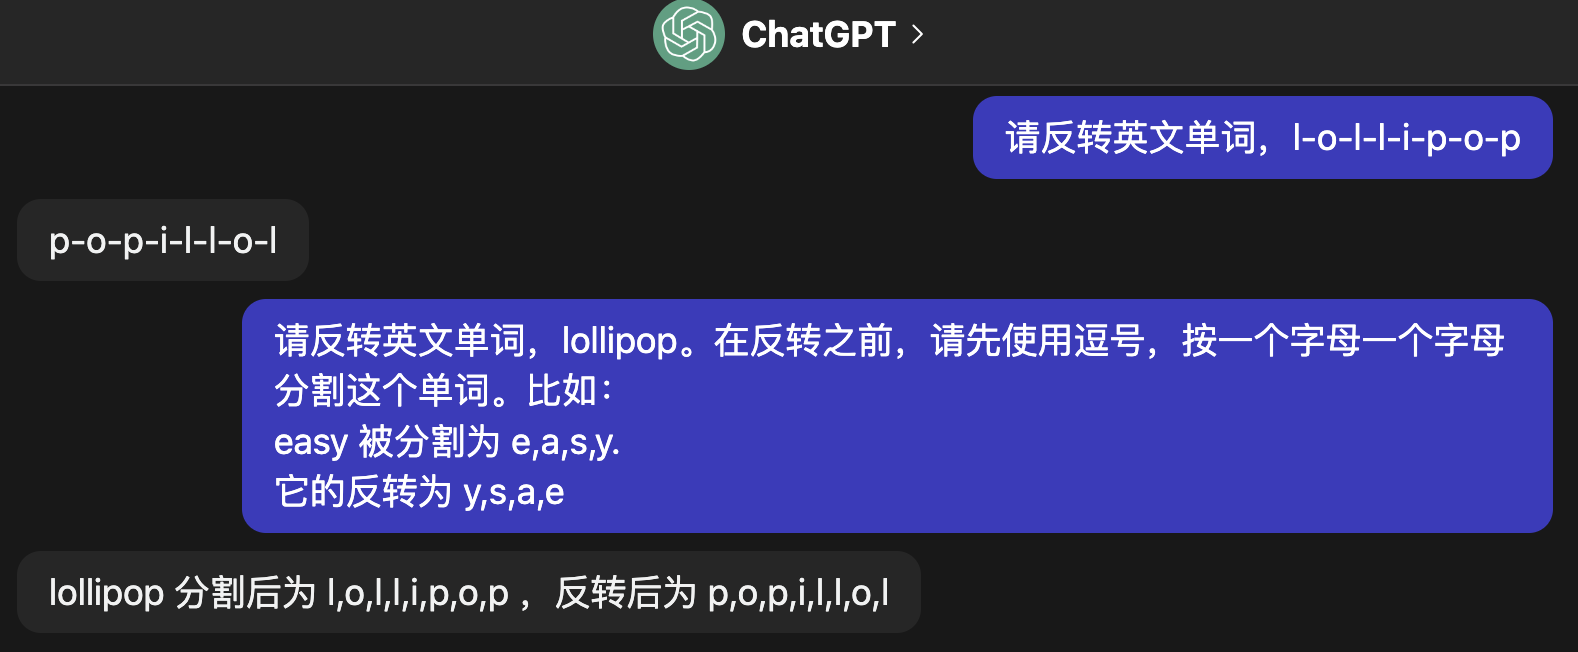 ChatGPT
请反转英文单词，l-o-l-l-i-p-o-p
p-o-p-i-l-l-o-l
请反转英文单词，lollipop。在反转之前，请先使用逗号，按一个字母一个字母
分割这个单词。比如：
easy 被分割为 e,a,s,y.
它的反转为 y,s,a,e
lollipop 分割后为 l,o,l,l,i,p,o,p ，反转后为 p,o,p,i,l,l,o,l